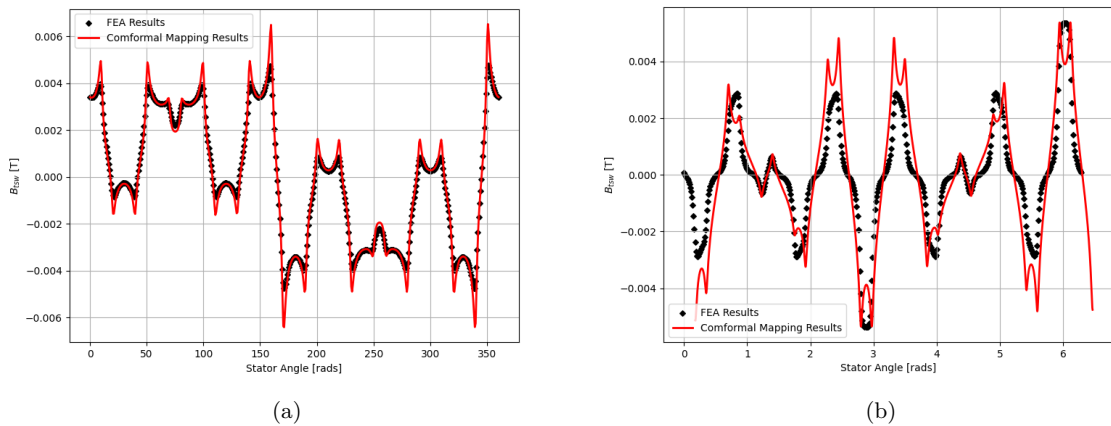 FEA Results
Comformal Mapping Results
0.006
0.004
0.002
0.000
−0.002
−0.004
−0.006
B_tsw [T]
0 50 100 150 200 250 300 350
Stator Angle [rads]
(a)
0.004
0.002
0.000
−0.002
−0.004
B_tsw [T]
FEA Results
Comformal Mapping Results
0 1 2 3 4 5 6
Stator Angle [rads]
(b)